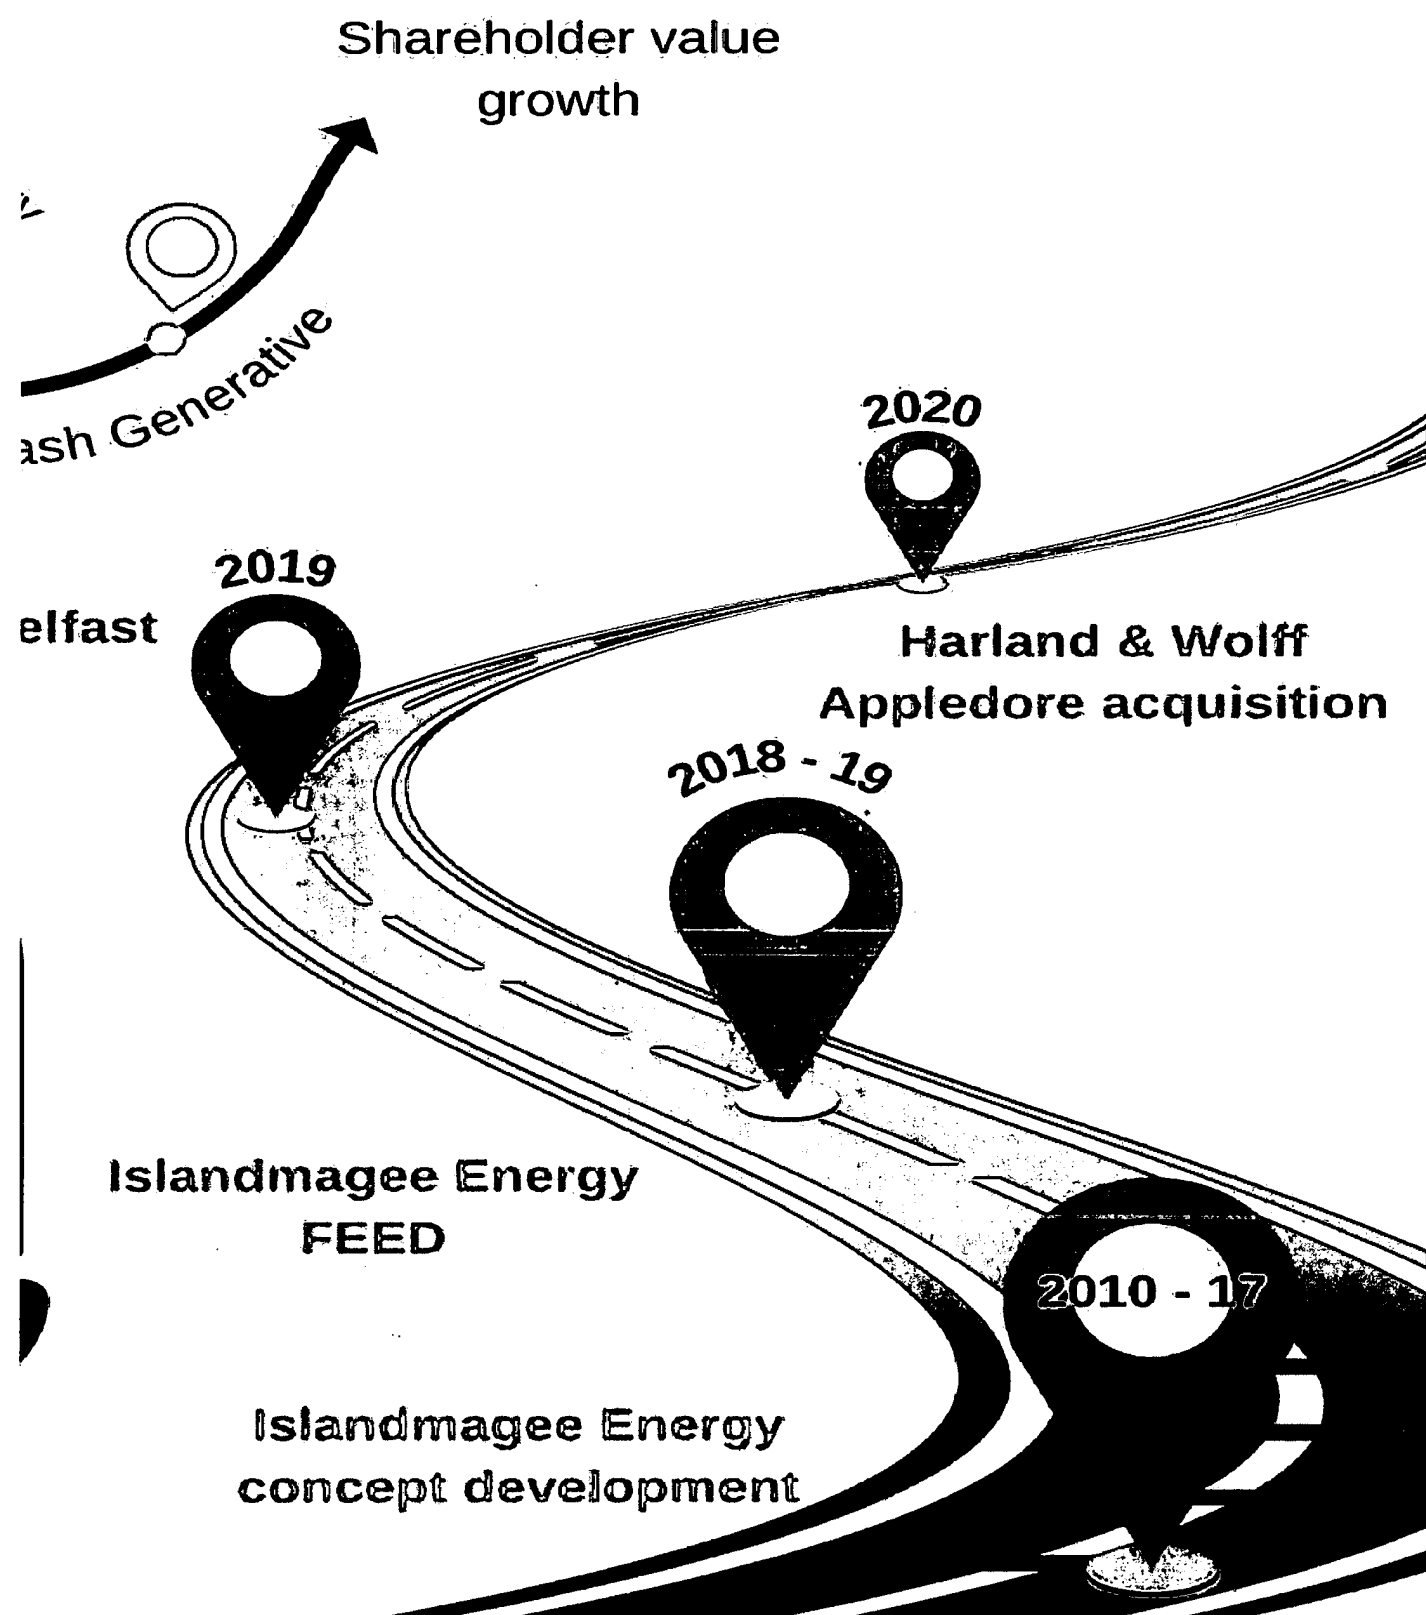 Shareholder value
growth
ash Generative
2020
2019
elfast
Harland & Wolff
Appledore acquisition
2018 - 19
Islandmagee Energy
FEED
2010 - 17
Islandmagee Energy
concept development